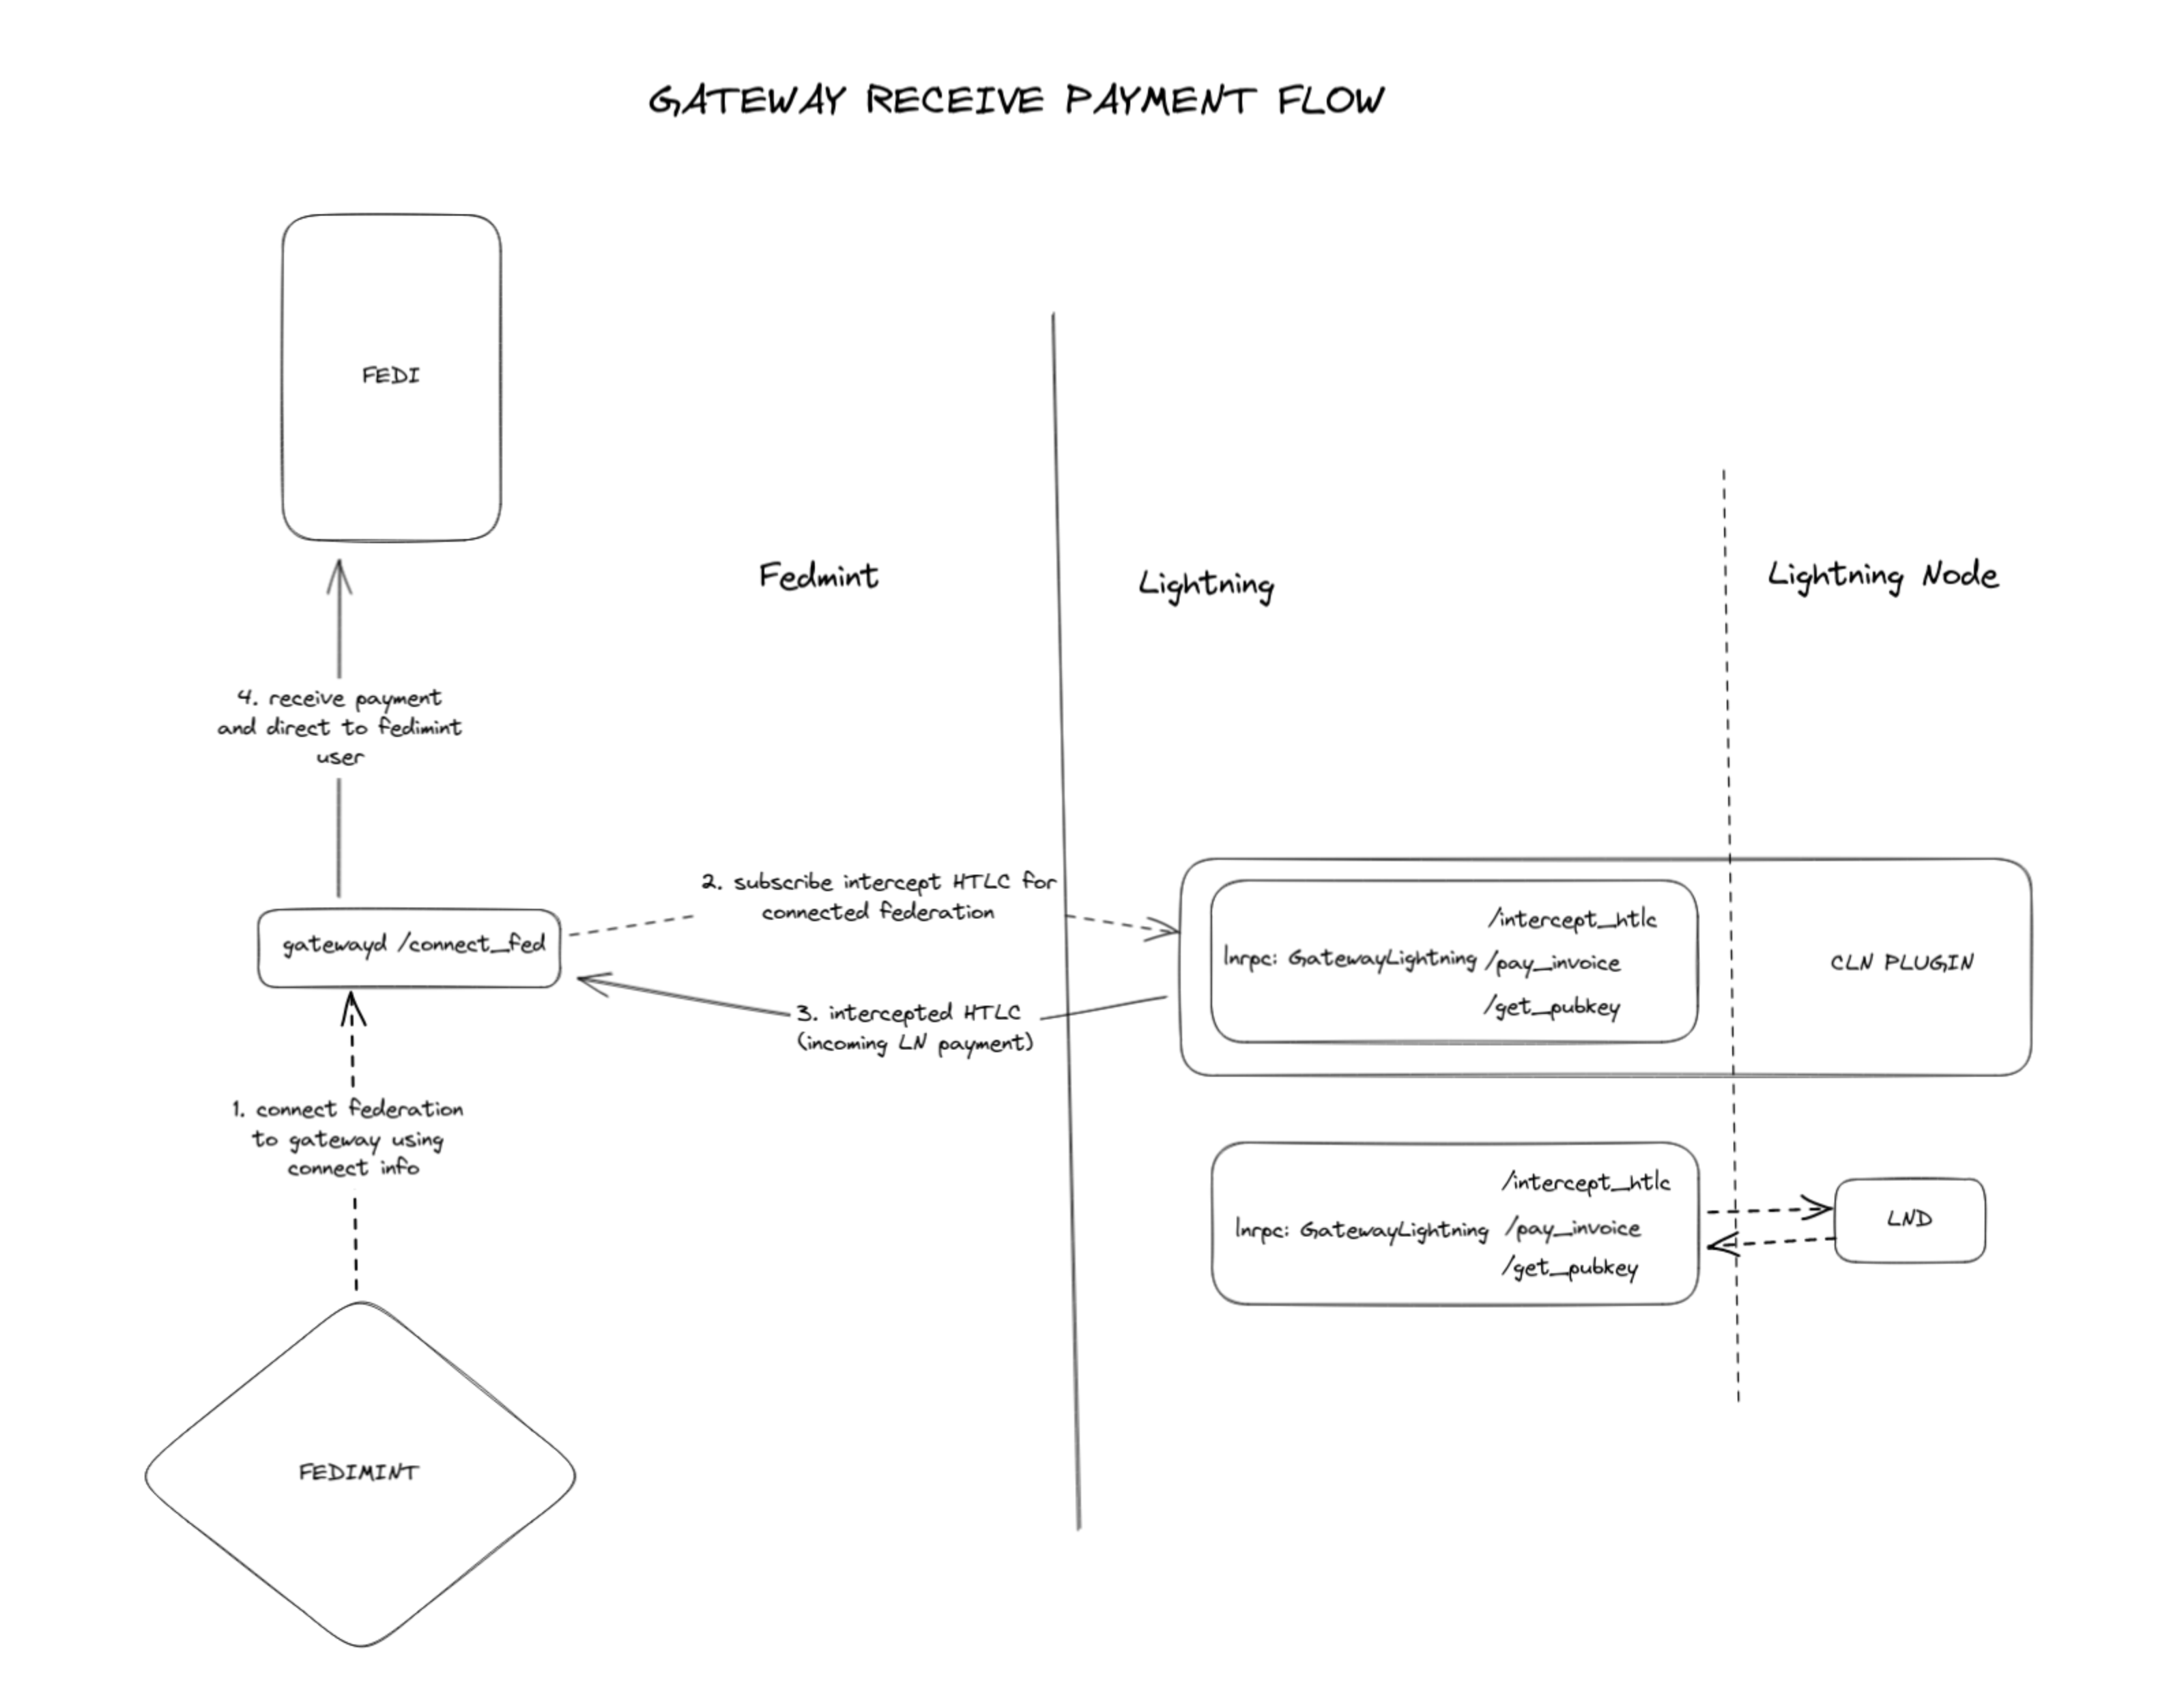 GATEWAY RECEIVE PAYMENT FLOW
FEDI
Fedmint
Lightning
Lightning Node
4. receive payment
and direct to fedimint
user
gatewayd /connect_fed
2. subscribe intercept HTLC for
connected federation
3. intercepted HTLC
(incoming LN payment)
/intercept_htlc
lnrpc: GatewayLightning /pay_invoice
/get_pubkey
CLN PLUGIN
1. connect federation
to gateway using
connect info
/intercept_htlc
lnrpc: GatewayLightning /pay_invoice
/get_pubkey
LND
FEDIMINT